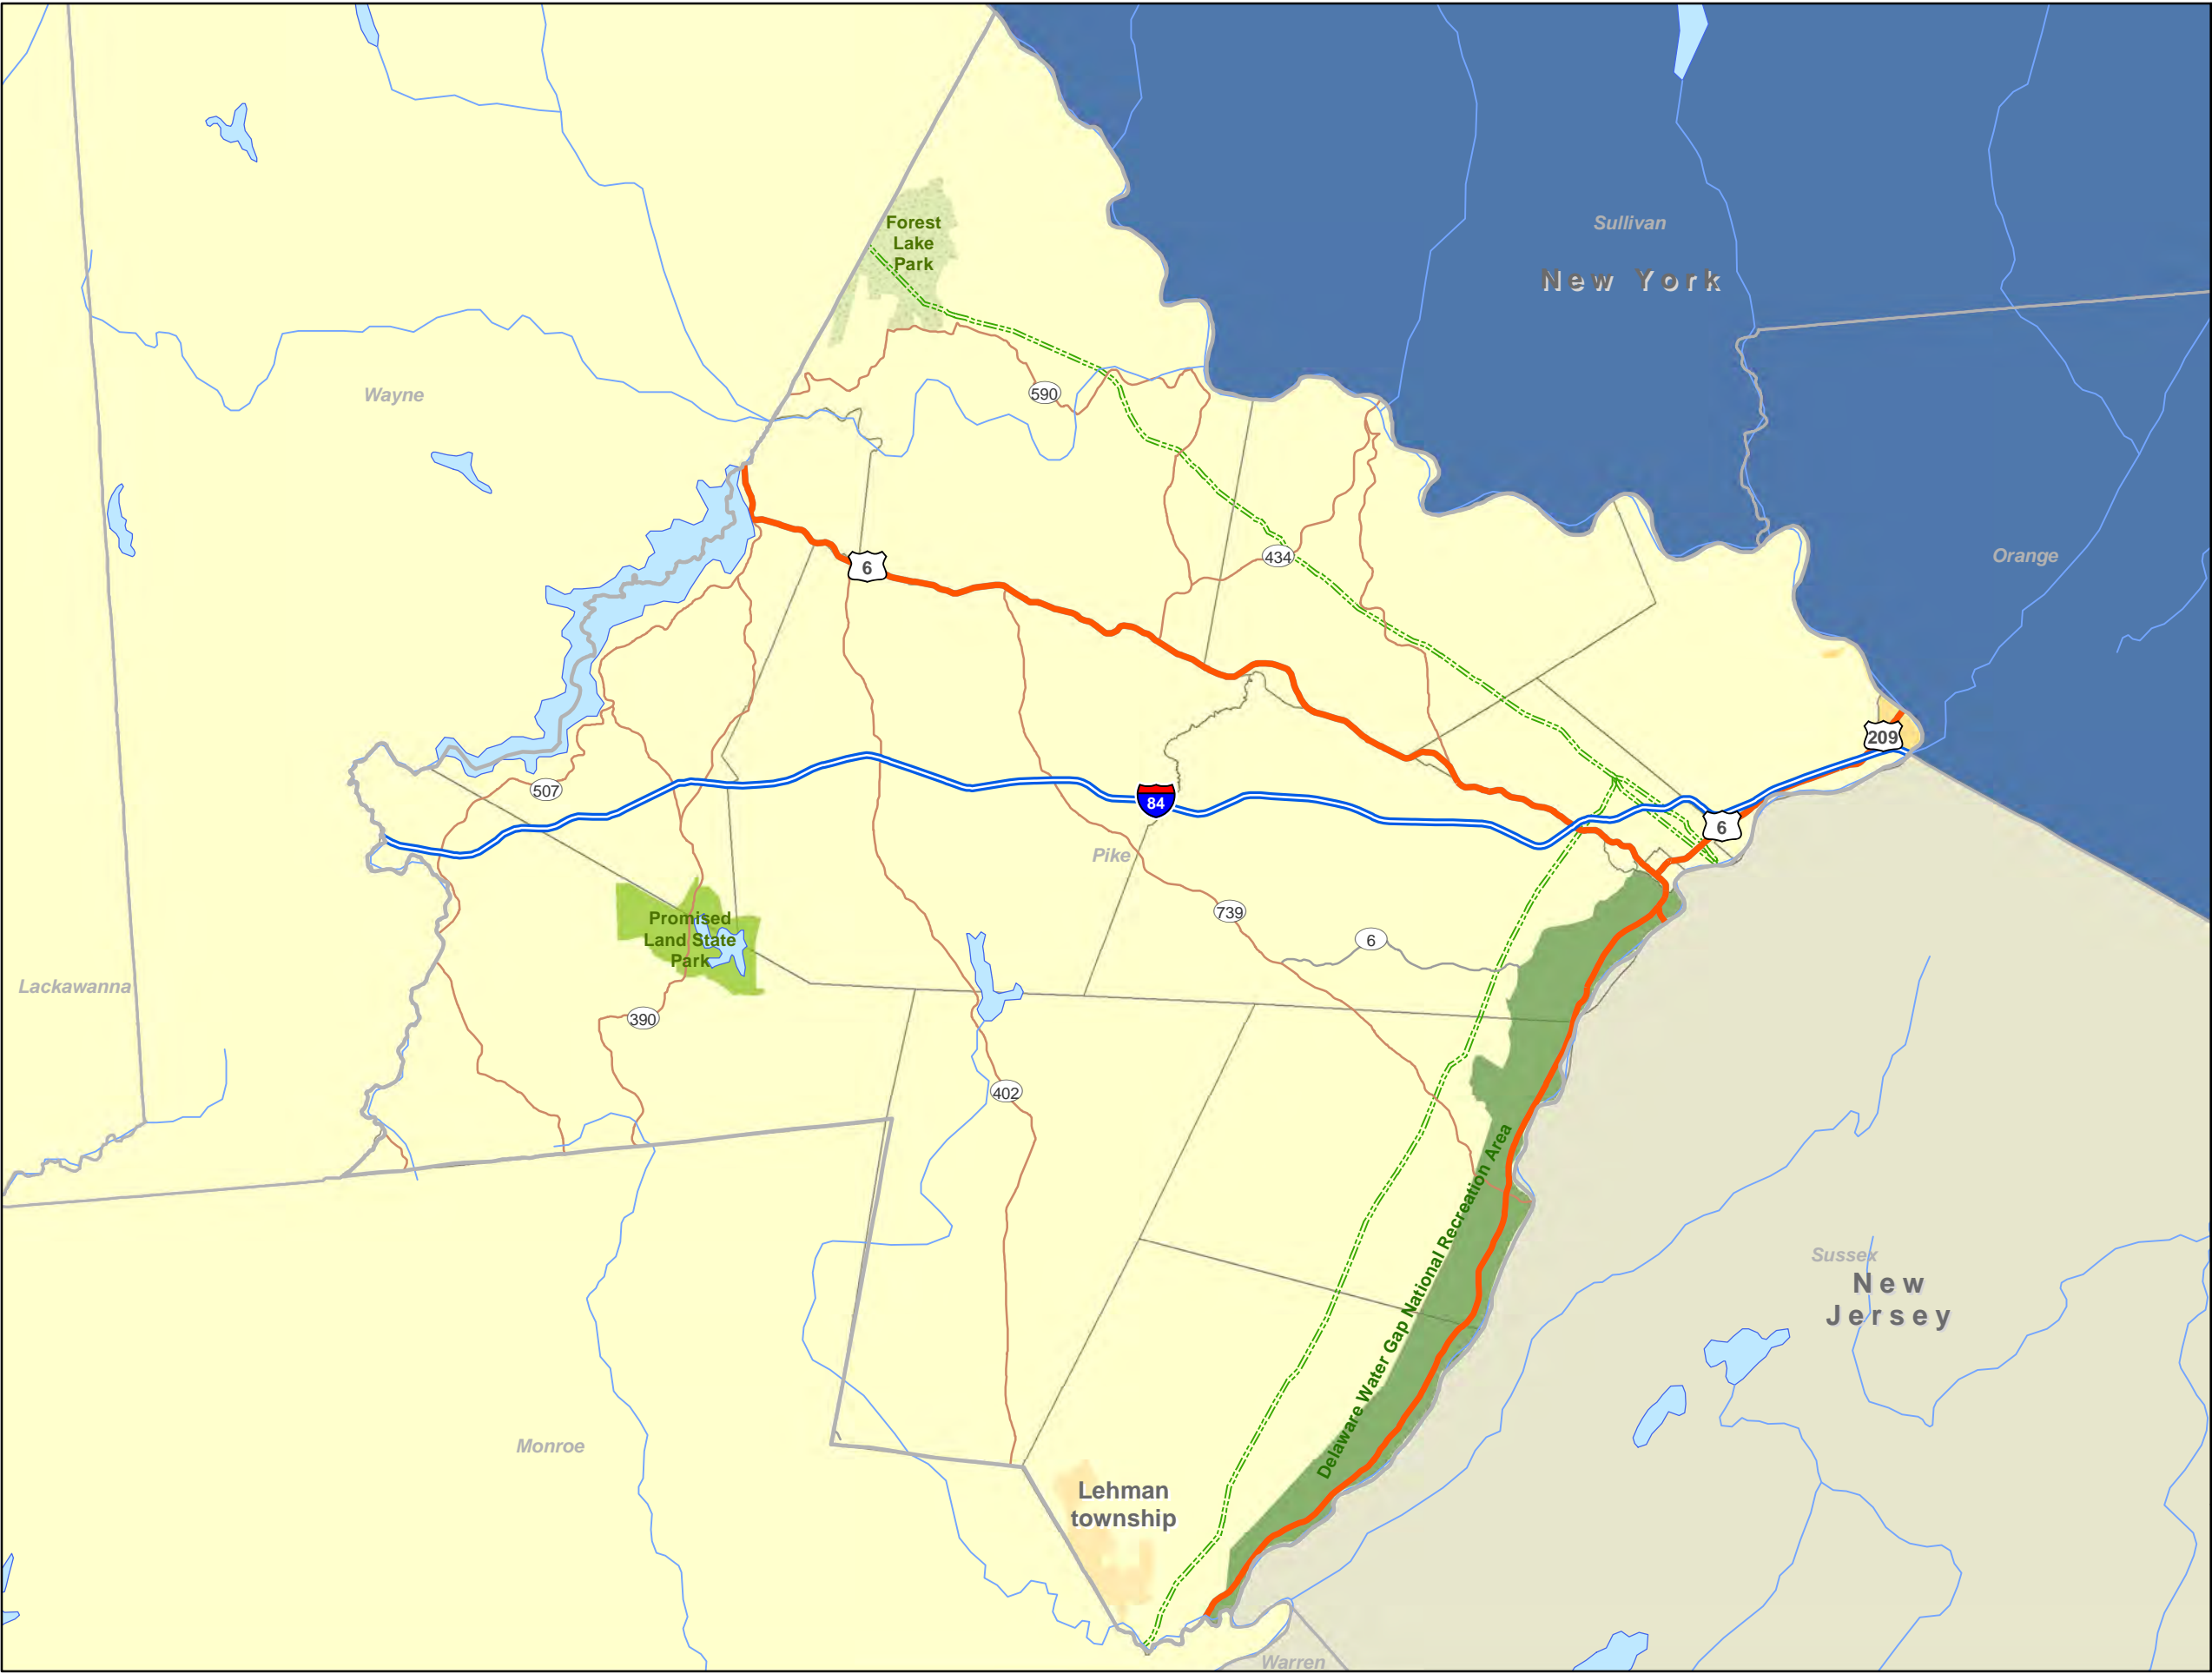 Forest
Lake
Park
Sullivan
New York
Wayne
590
434
6
Orange
209
507
84
6
Pike
739
6
Promised
Land State
Park
Lackawanna
390
402
Delaware Water Gap National Recreation Area
Sussex
New
Jersey
Monroe
Lehman
township
Warren